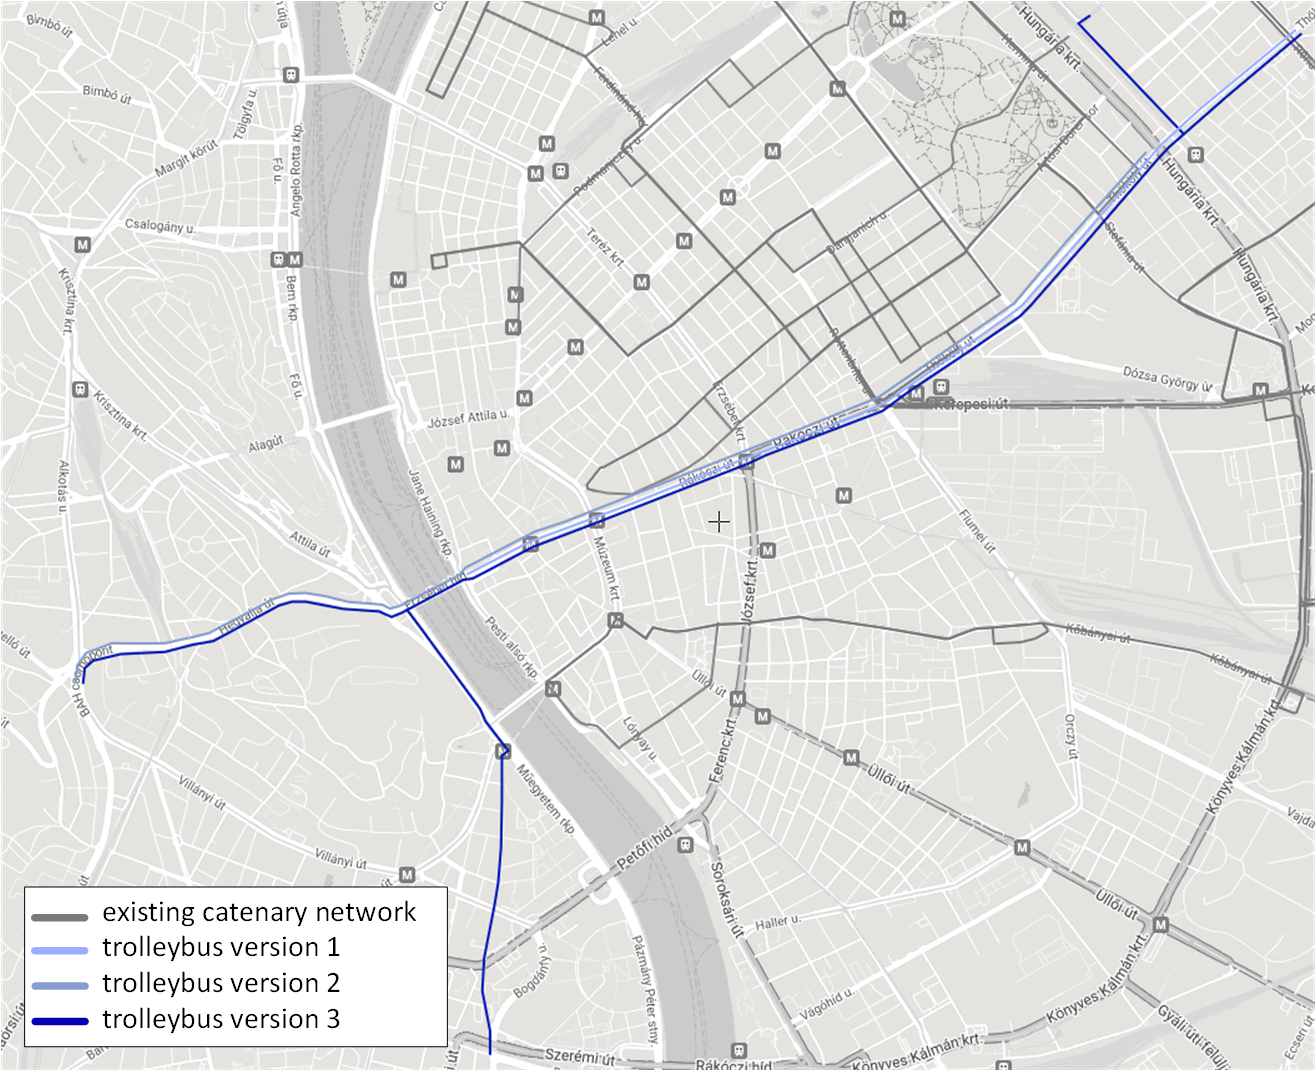 Bimbó út
Lehel u.
Hungária krt.
Bimbó út
Tölgyfa u.
Ferdinánd híd
Margit körút
Fő u.
Angelo Rotta rkp.
Podmaniczky u.
Thököly út
Hungária krt.
Csalogány u.
Teréz krt.
Damjanich u.
Stefánia út
Hungária krt.
Krisztina krt.
Bem rkp.
Rottenbiller u.
Thököly út
Fő u.
Erzsébet krt.
Dózsa György út
Krisztina krt.
József Attila u.
Kerepesi út
Alagút
Rákóczi út
Rákóczi út
Alkotás u.
Jane Haining rkp.
Attila út
Múzeum krt.
Fiumei út
Erzsébet híd
József krt.
Hegyalja út
Pesti alsó rkp.
Kőbányai út
BAH csomópont
Üllői út
Kőbányai út
Lónyay u.
Orczy út
Ferenc krt.
Műegyetem rkp.
Üllői út
Könyves Kálmán krt.
Villányi út
Petőfi híd
Villányi út
Soroksári út
Üllői út
Haller u.
existing catenary network
trolleybus version 1
trolleybus version 2
trolleybus version 3
Bogdánfy u.
Pázmány Péter stny.
Vágóhíd u.
Könyves Kálmán krt.
Ecseri út
Szerémi út
Rákóczi híd
Könyves Kálmán krt.